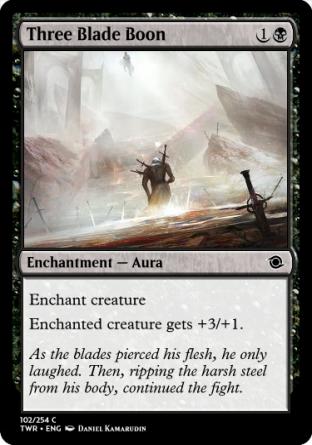 Three Blade Boon 1
Enchantment — Aura
Enchant creature
Enchanted creature gets +3/+1.
As the blades pierced his flesh, he only
laughed. Then, ripping the harsh steel
from his body, continued the fight.
102/254 C
TWR • ENG Daniel Kamarudin